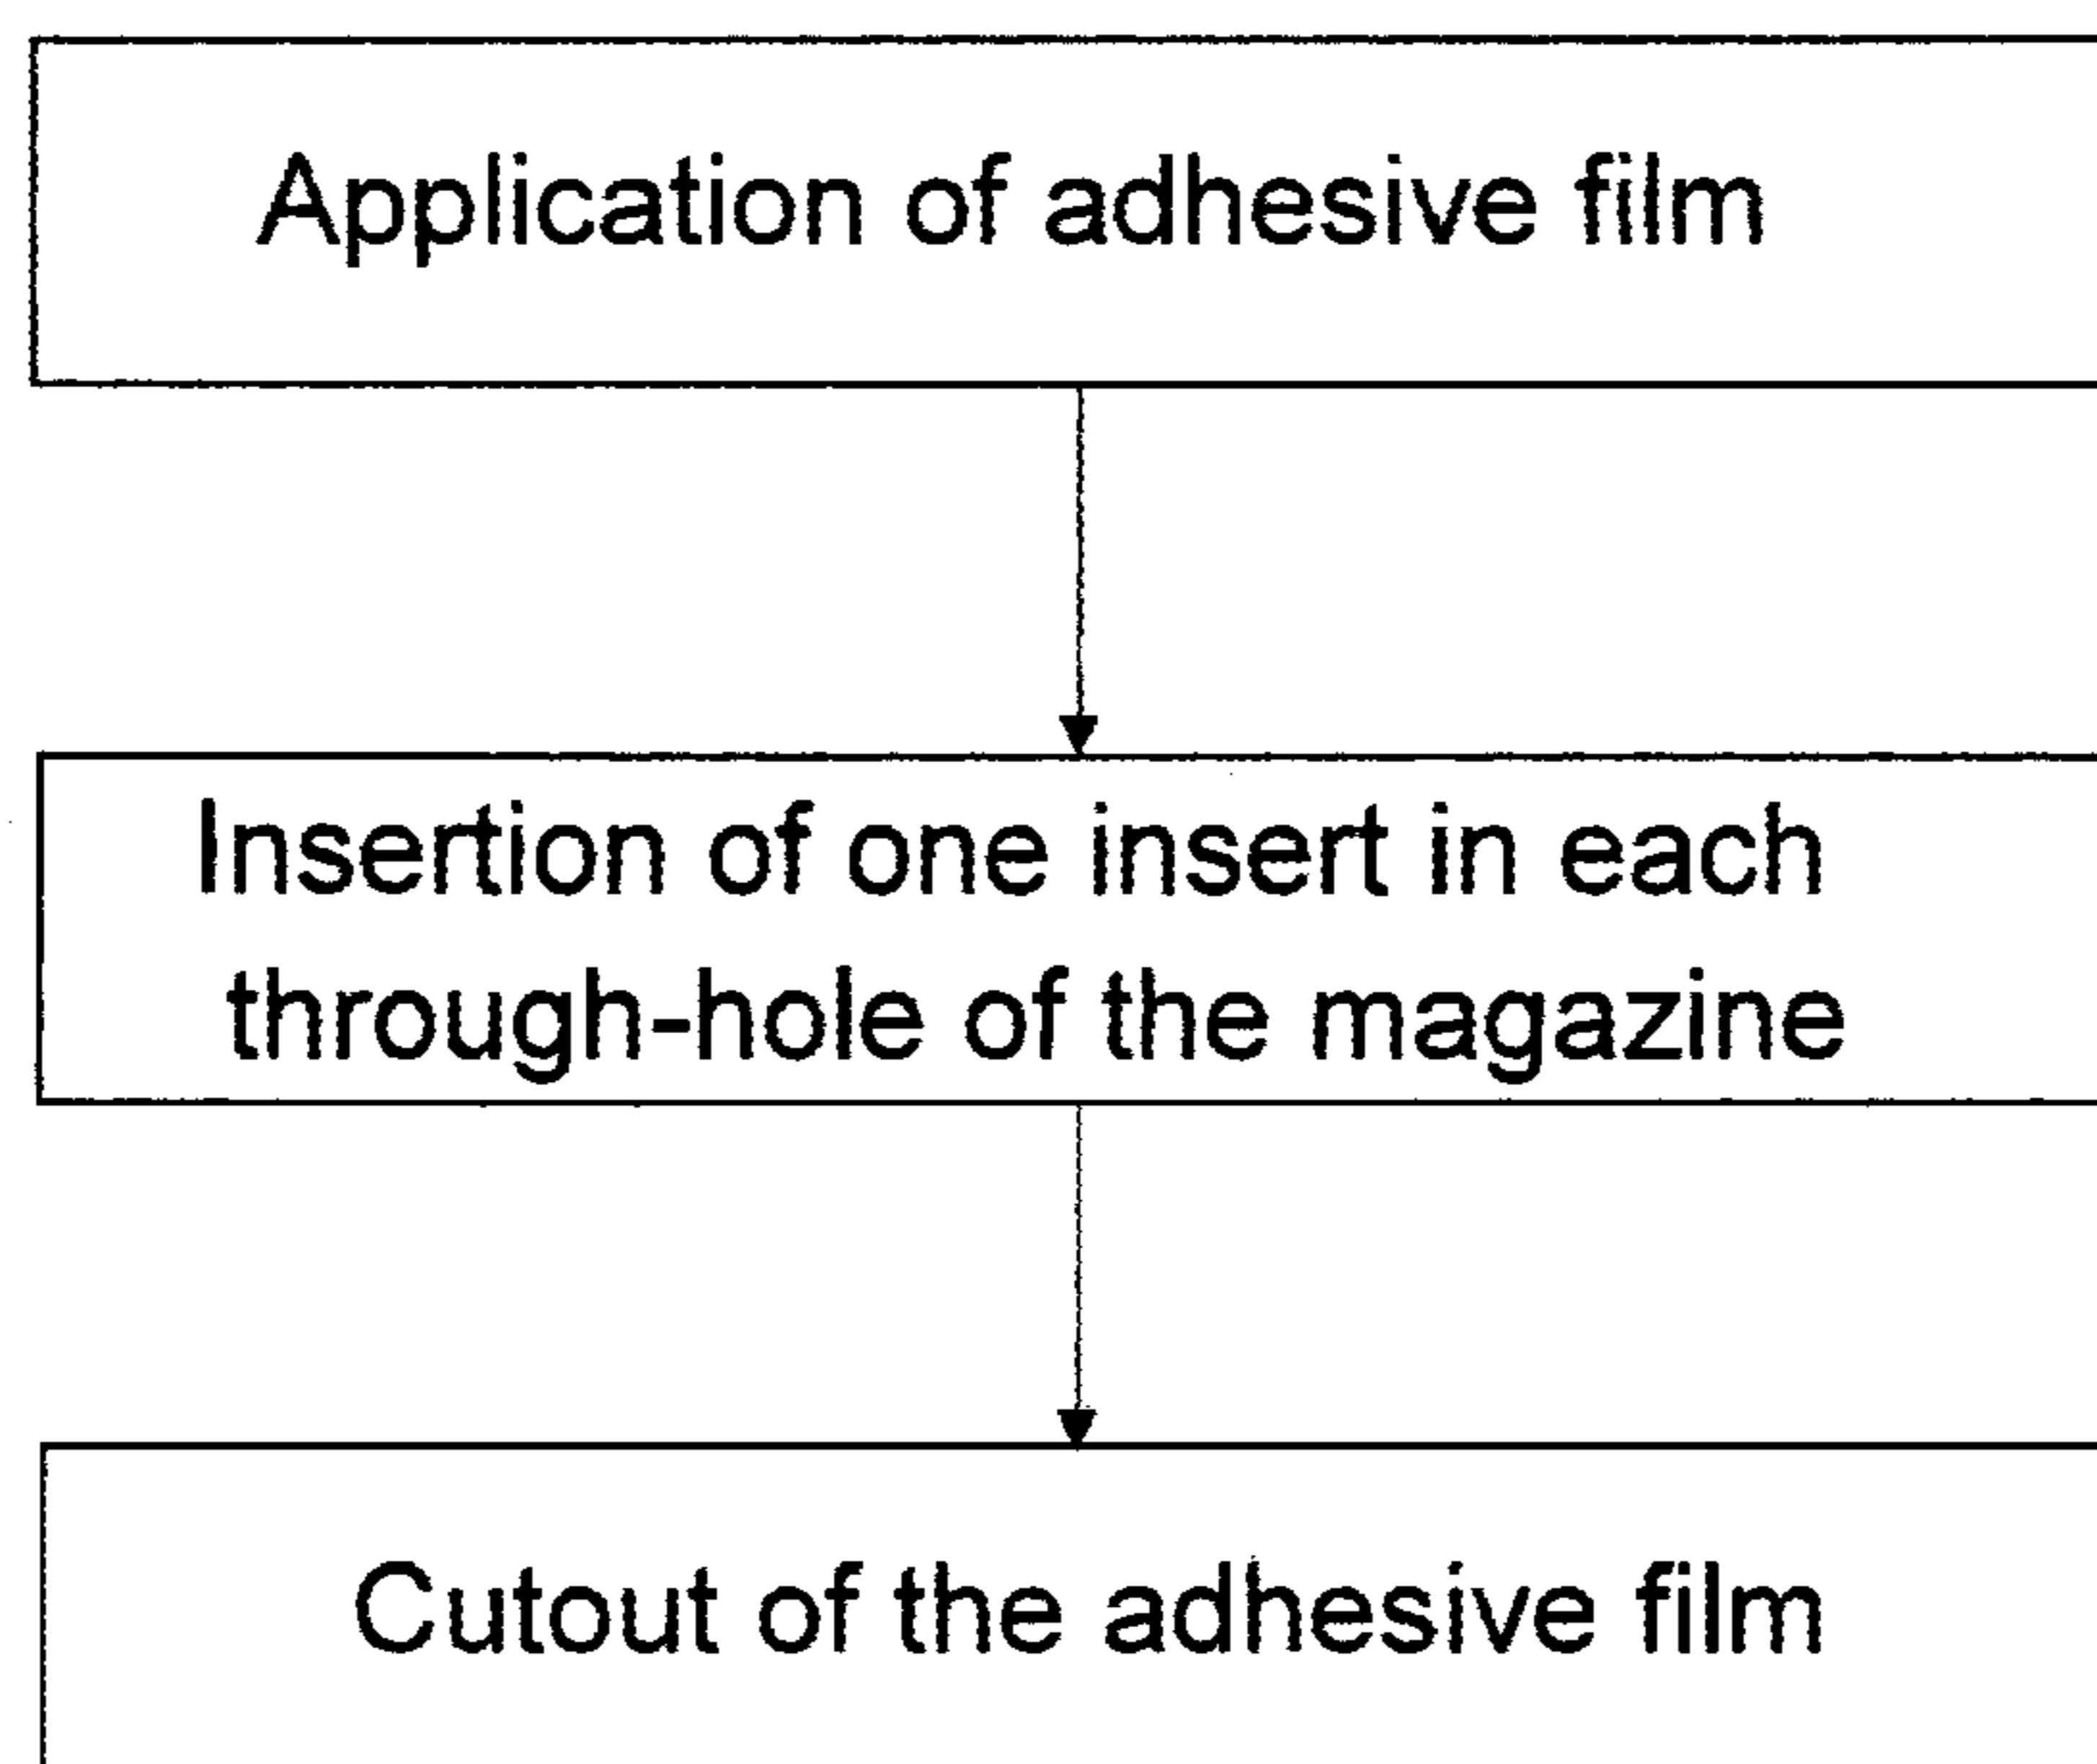 Application of adhesive film
Insertion of one insert in each
through-hole of the magazine
Cutout of the adhesive film